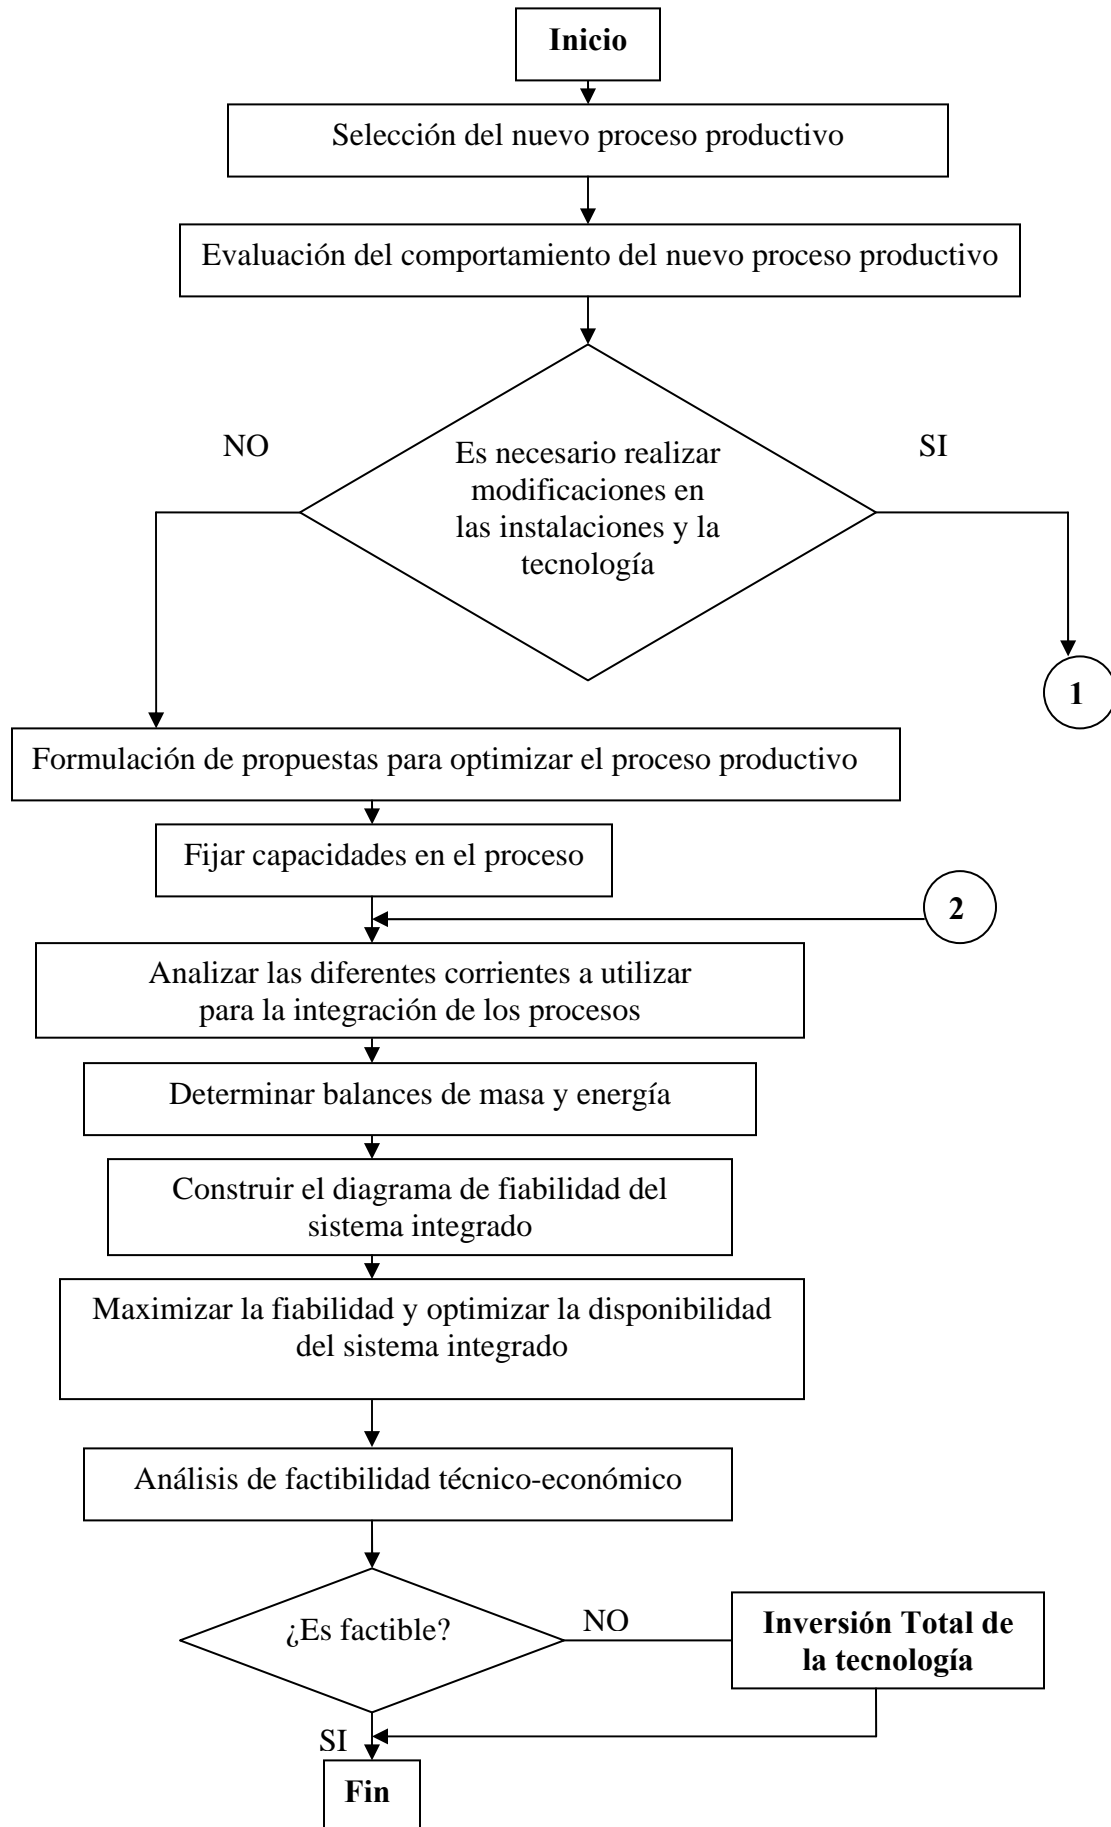 Inicio
Selección del nuevo proceso productivo
Evaluación del comportamiento del nuevo proceso productivo
NO
SI
Es necesario realizar
modificaciones en
las instalaciones y la
tecnología
1
Formulación de propuestas para optimizar el proceso productivo
Fijar capacidades en el proceso
2
Analizar las diferentes corrientes a utilizar
para la integración de los procesos
Determinar balances de masa y energía
Construir el diagrama de fiabilidad del
sistema integrado
Maximizar la fiabilidad y optimizar la disponibilidad
del sistema integrado
Análisis de factibilidad técnico-económico
¿Es factible?
NO
Inversión Total de
la tecnología
SI
Fin